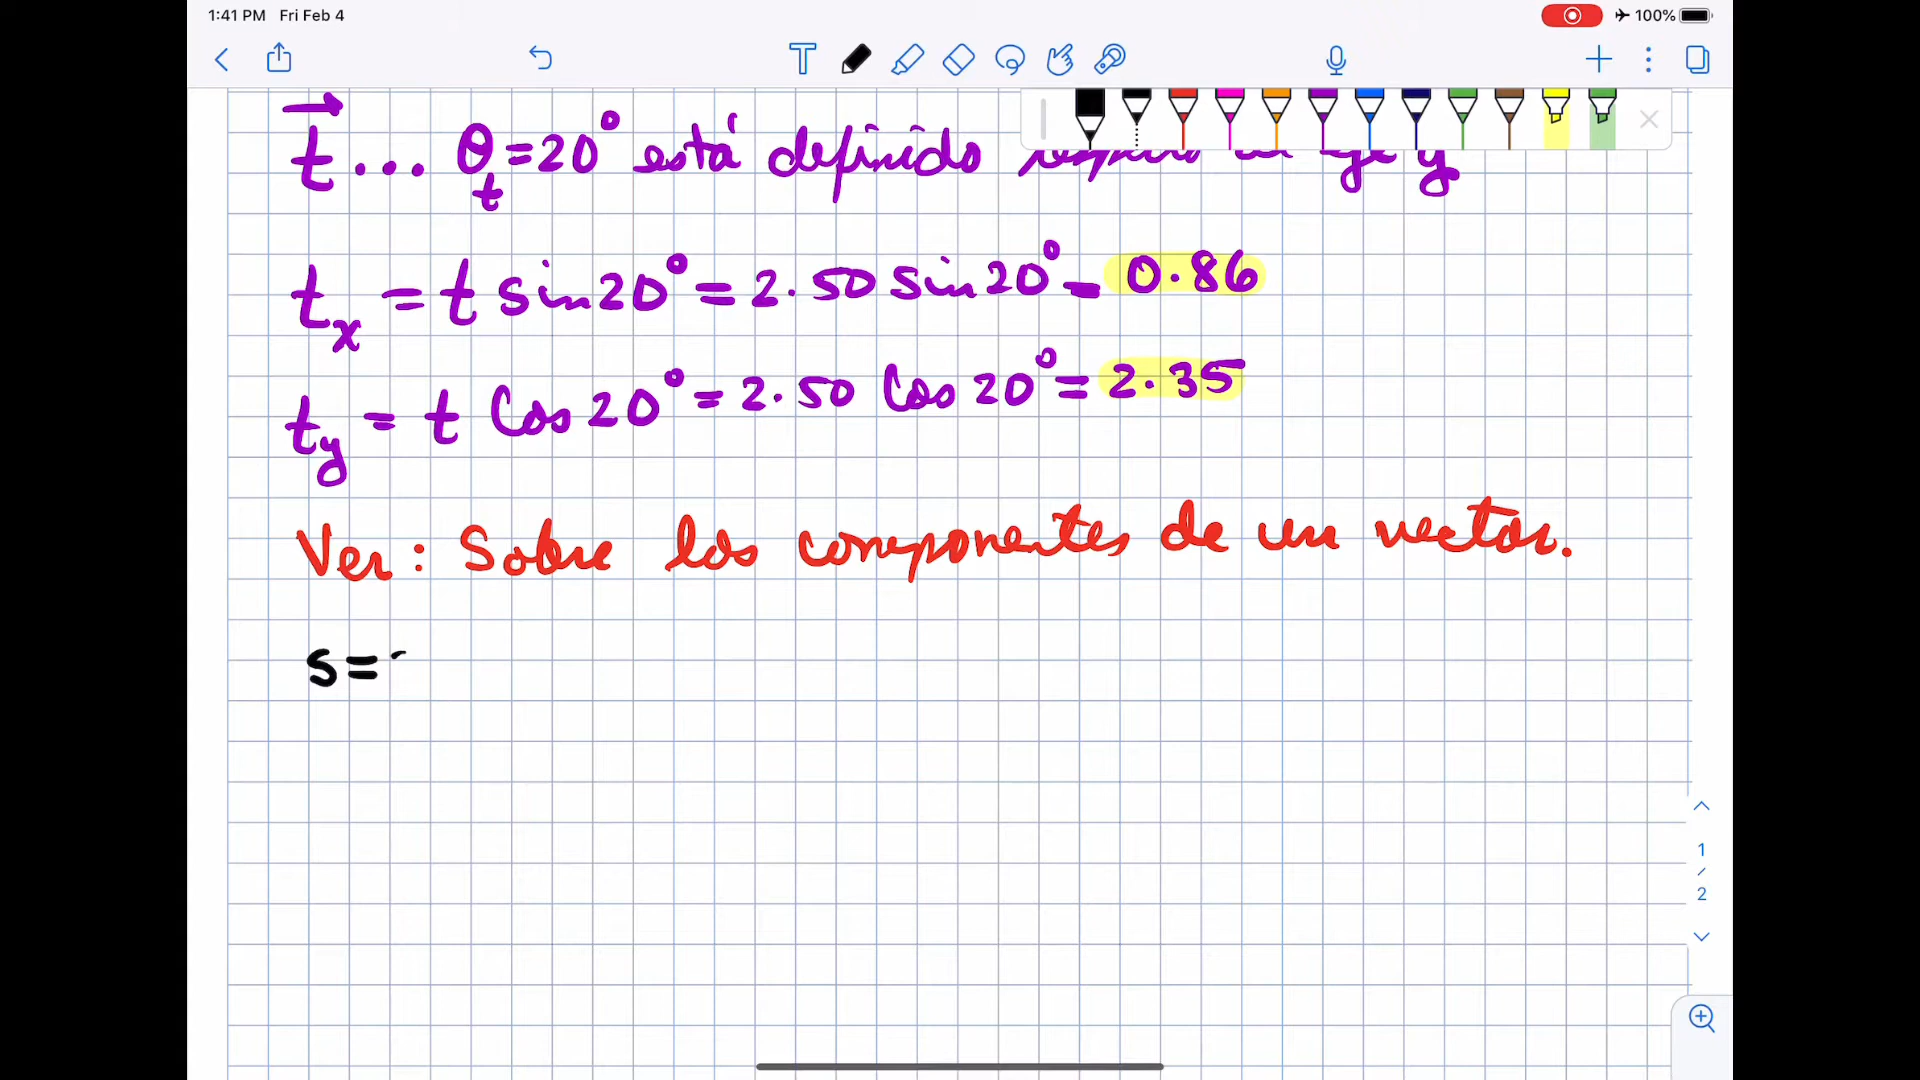 1:41 PM Fri Feb 4
100%
t ... θt = 20° está definido eje y
tx = t sin 20° = 2.50 sin 20° = 0.86
ty = t Cos 20° = 2.50 Cos 20° = 2.35
Ver: Sobre los componentes de un vector.
s =
1
/
2